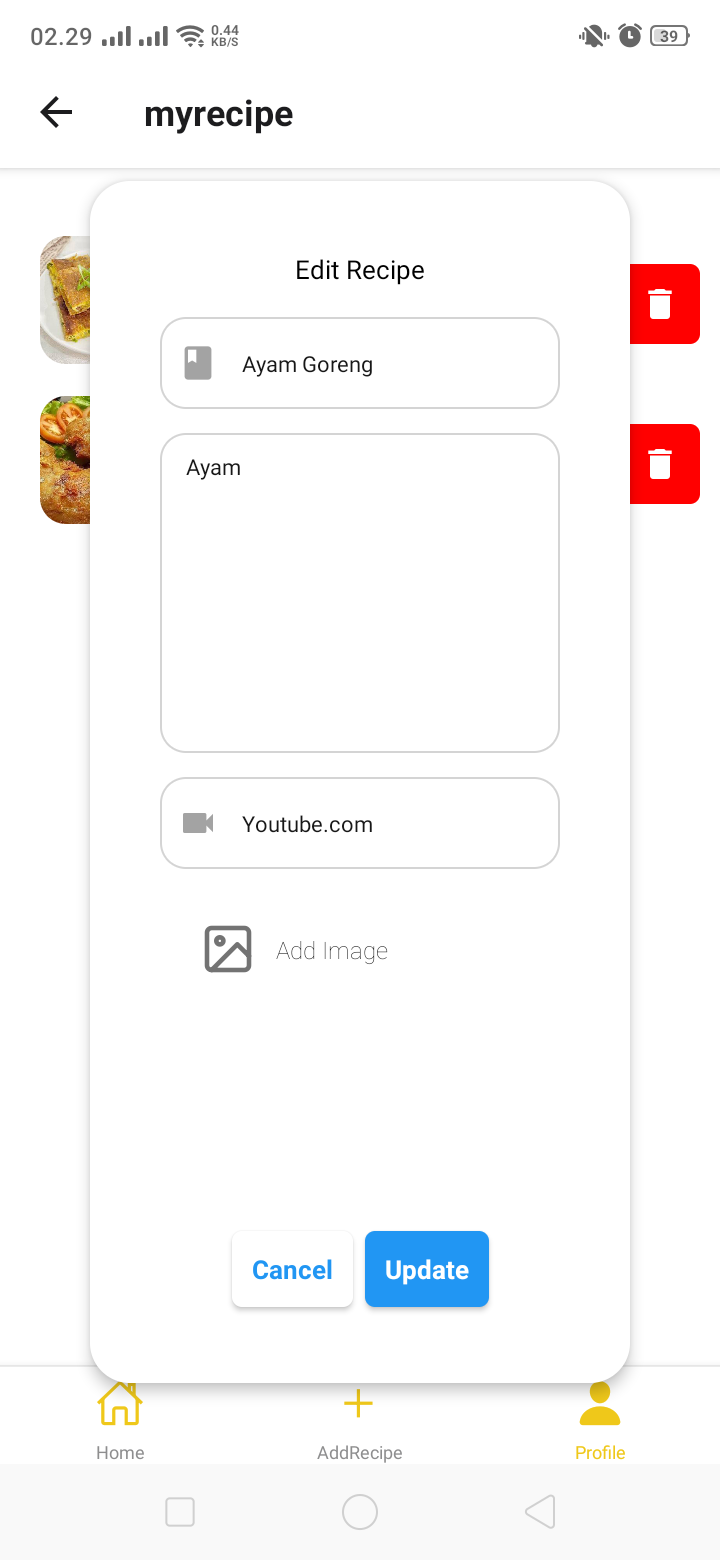 02.29 0.44 KB/S 39
myrecipe
Edit Recipe
Ayam Goreng
Ayam
Youtube.com
Add Image
Cancel Update
Home AddRecipe Profile